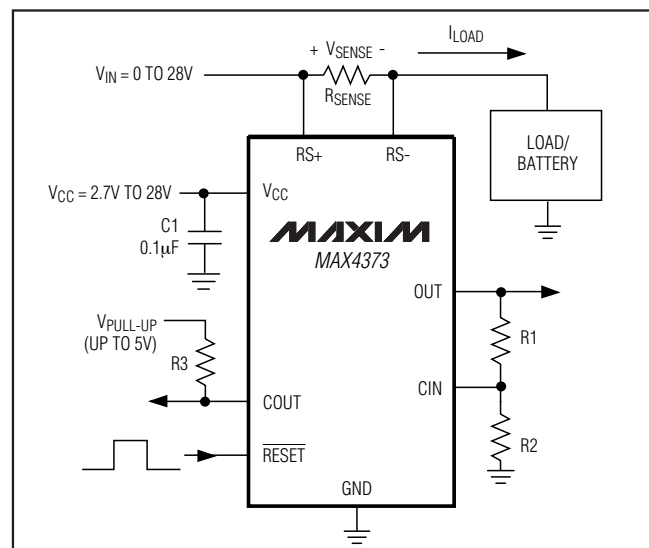 + VSENSE -
ILOAD
VIN = 0 TO 28V
RSENSE
RS+
RS-
LOAD/
BATTERY
VCC = 2.7V TO 28V
VCC
C1
0.1μF
MAXIM
MAX4373
OUT
VPULL-UP
(UP TO 5V)
R3
R1
CIN
COUT
R2
RESET
GND